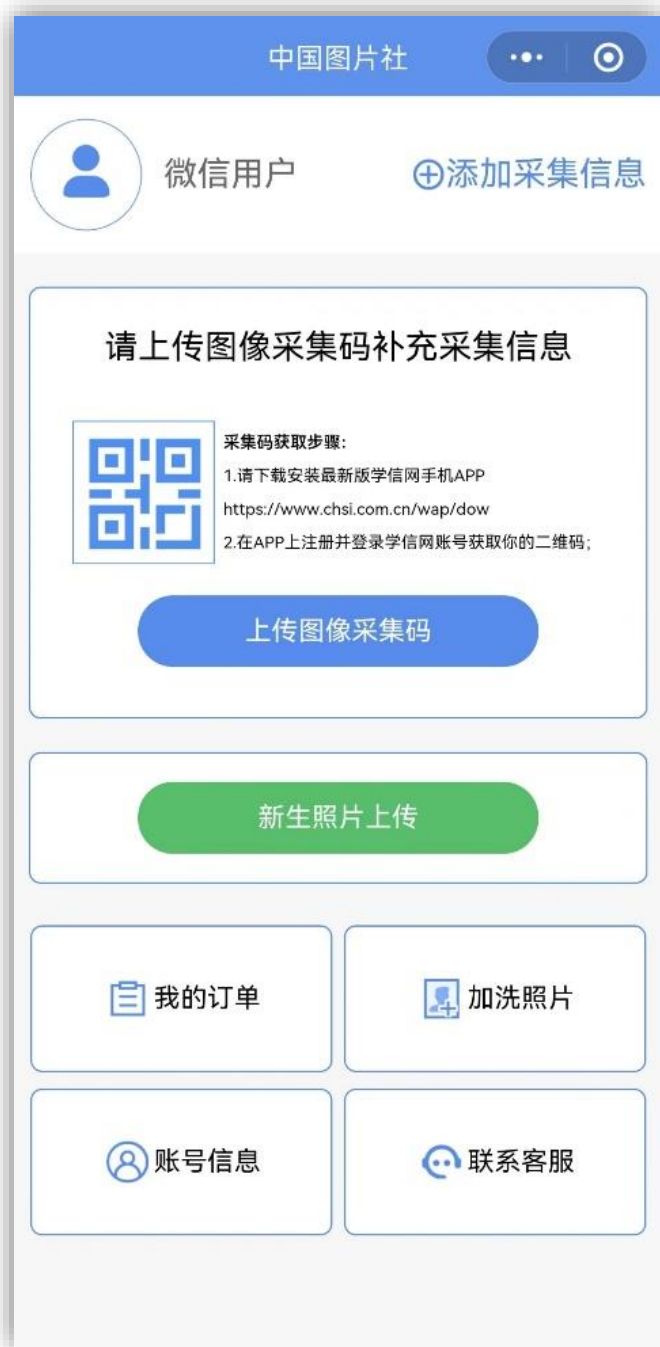 中国图片社
微信用户
添加采集信息
请上传图像采集码补充采集信息
采集码获取步骤:
1.请下载安装最新版学信网手机APP
https://www.chsi.com.cn/wap/dow
2.在APP上注册并登录学信网账号获取你的二维码;
上传图像采集码
新生照片上传
我的订单
加洗照片
账号信息
联系客服